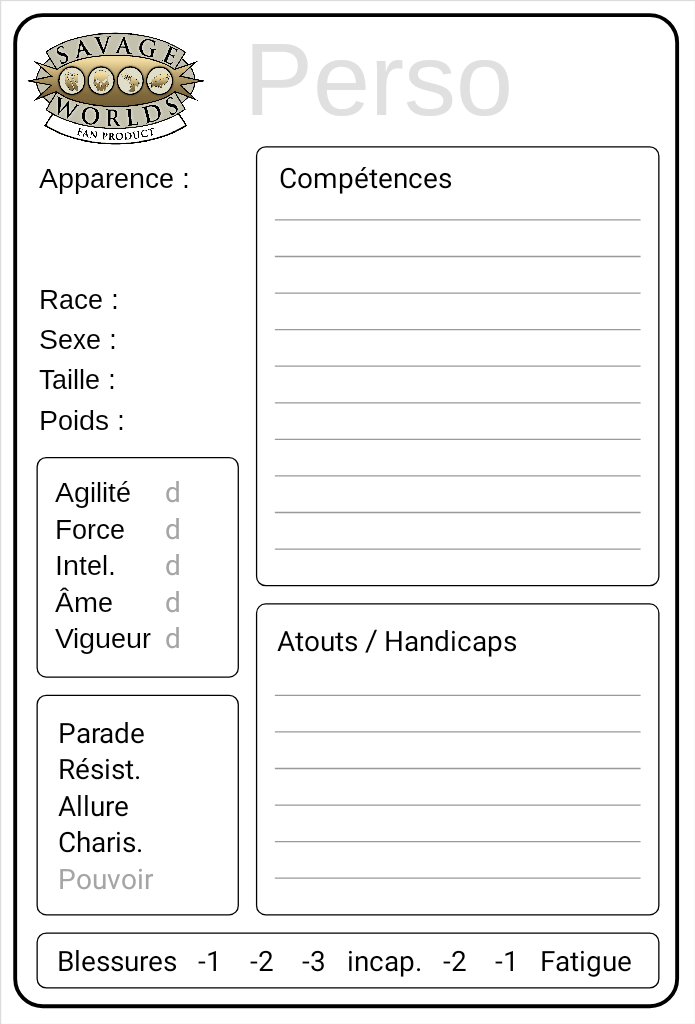 SAVAGE
WORLDS
FAN PRODUCT
Perso
Apparence :
Race :
Sexe :
Taille :
Poids :
Agilité d
Force d
Intel. d
Âme d
Vigueur d
Parade
Résist.
Allure
Charis.
Pouvoir
Compétences
Atouts / Handicaps
Blessures -1 -2 -3 incap. -2 -1 Fatigue